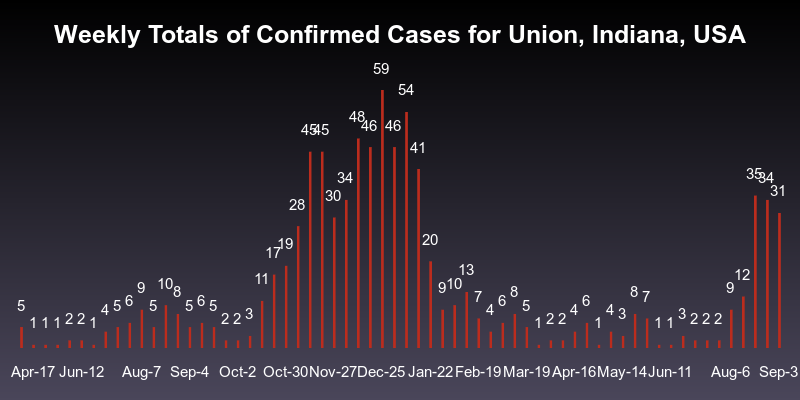 Weekly Totals of Confirmed Cases for Union, Indiana, USA
5 1 1 1 2 2 1 4 5 6 9 5 10 8 5 6 5 2 2 3 11 17 19 28 45 45 30 34 48 46 59 46 54 41 20 9 10 13 7 4 6 8 5 1 2 2 4 6 1 4 3 8 7 1 1 3 2 2 2 9 12 35 34 31
Apr-17 Jun-12 Aug-7 Sep-4 Oct-2 Oct-30 Nov-27 Dec-25 Jan-22 Feb-19 Mar-19 Apr-16 May-14 Jun-11 Aug-6 Sep-3